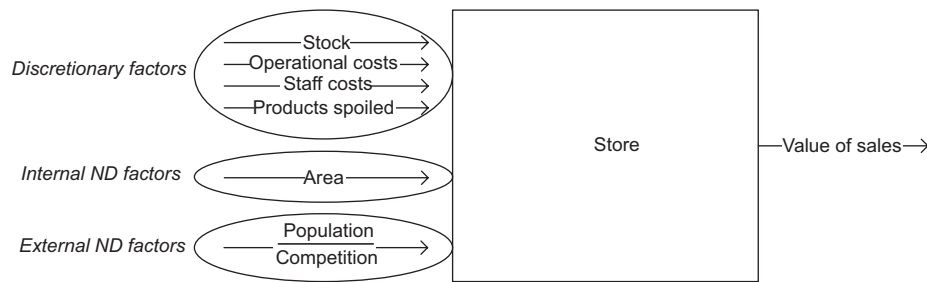 Stock
Discretionary factors
Operational costs
Staff costs
Products spoiled
Store
Value of sales
Internal ND factors
Area
External ND factors
Population
Competition